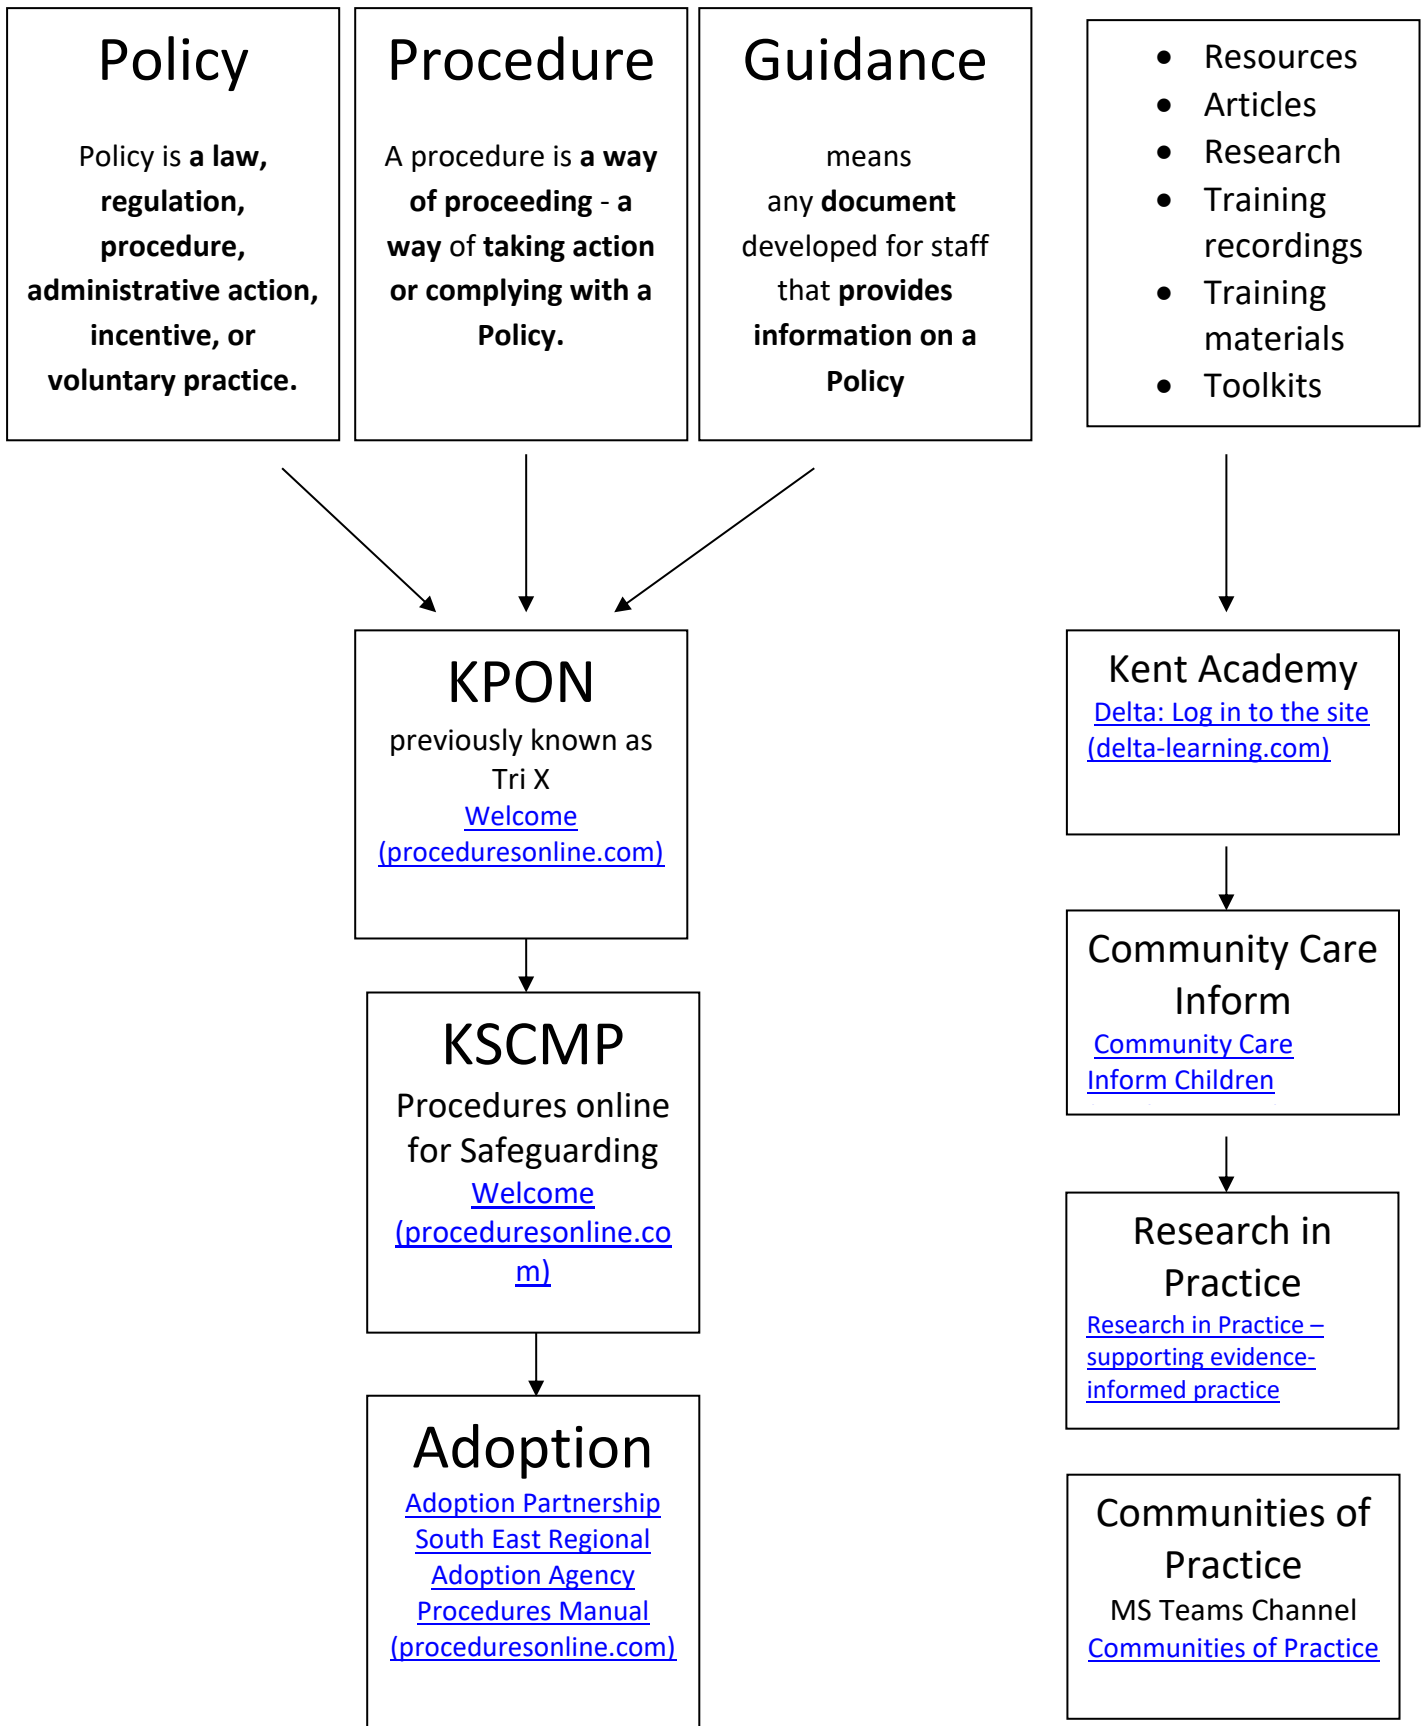 Policy
Policy is a law,
regulation,
procedure,
administrative action,
incentive, or
voluntary practice.
Procedure
A procedure is a way
of proceeding - a
way of taking action
or complying with a
Policy.
Guidance
means
any document
developed for staff
that provides
information on a
Policy
• Resources
• Articles
• Research
• Training
recordings
• Training
materials
• Toolkits
KPON
previously known as
Tri X
Welcome
(proceduresonline.com)
KSCMP
Procedures online
for Safeguarding
Welcome
(proceduresonline.co
m)
Adoption
Adoption Partnership
South East Regional
Adoption Agency
Procedures Manual
(proceduresonline.com)
Kent Academy
Delta: Log in to the site
(delta-learning.com)
Community Care
Inform
Community Care
Inform Children
Research in
Practice
Research in Practice –
supporting evidence-
informed practice
Communities of
Practice
MS Teams Channel
Communities of Practice